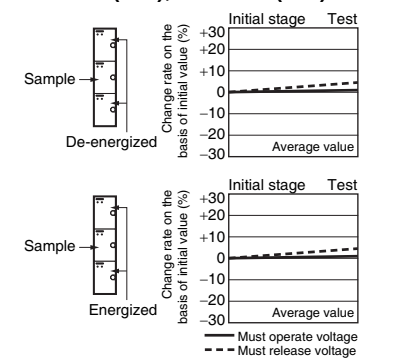 Initial stage Test
Change rate on the
basis of initial value (%)
+30
+20
+10
0
−10
−20
−30
Average value
Sample
De-energized
Initial stage Test
Change rate on the
basis of initial value (%)
+30
+20
+10
0
−10
−20
−30
Average value
Sample
Energized
Must operate voltage
Must release voltage